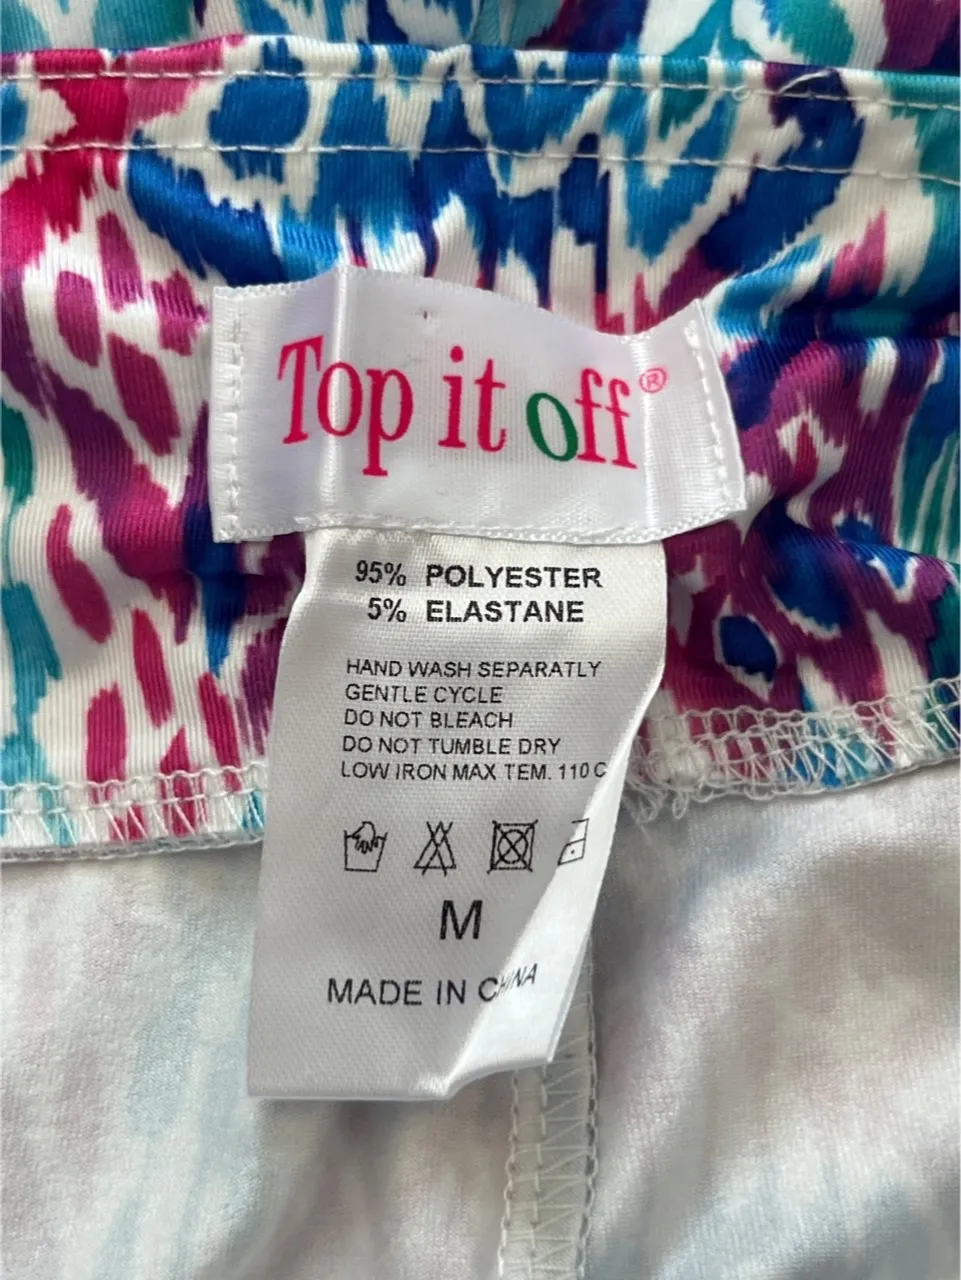 Top it off®
95% POLYESTER
5% ELASTANE
HAND WASH SEPARATLY
GENTLE CYCLE
DO NOT BLEACH
DO NOT TUMBLE DRY
LOW IRON MAX TEM. 110 C
M
MADE IN CHINA